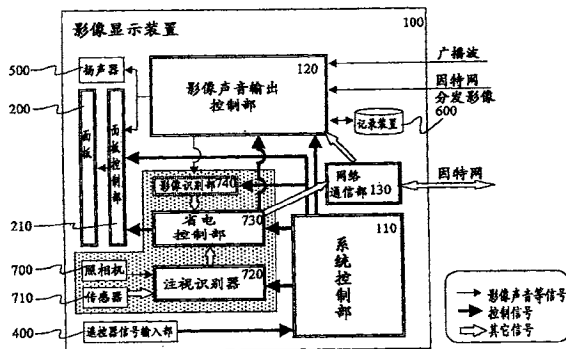 影像显示装置
100
500
扬声器
200
面板
面板控制部
210
影像声音输出控制部
120
广播波
因特网
分发影像
记录装置
600
影像识别部
740
网络
通信部
130
因特网
省电
控制部
730
110
系统控制部
700
照相机
注视识别器
720
710
传感器
400
遥控器信号输入部
影像声音等信号
控制信号
其它信号